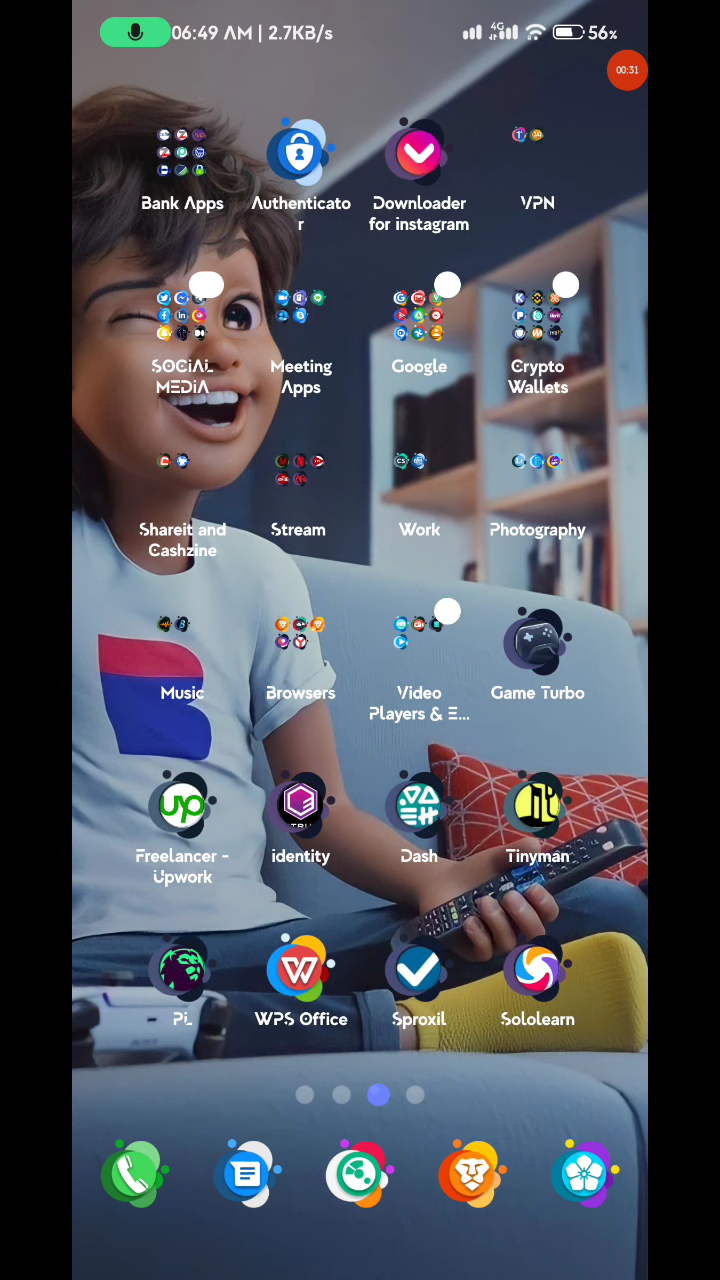 06:49 AM | 2.7KB/s
4G
56%
00:31
Bank Apps
Authenticato
r
Downloader
for instagram
VPN
SOCiAL
MEDiA
Meeting
Apps
Google
Crypto
Wallets
Shareit and
Cashzine
Stream
Work
Photography
Music
Browsers
Video
Players & E...
Game Turbo
up
Freelancer -
Upwork
identity
Dash
Tinyman
Pi
WPS Office
Sproxil
Sololearn